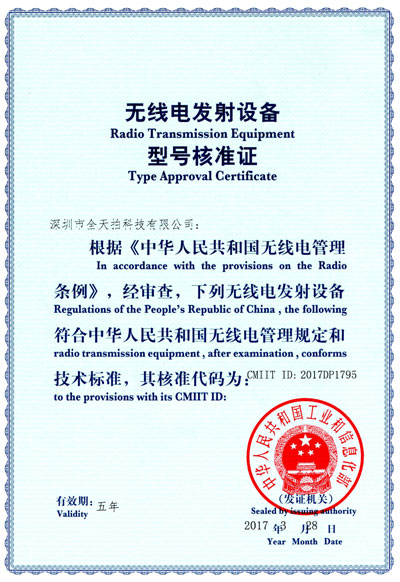 无线电发射设备
Radio Transmission Equipment
型号核准证
Type Approval Certificate
深圳市全天拍科技有限公司：
根据《中华人民共和国无线电管理
In accordance with the provisions on the Radio
条例》，经审查，下列无线电发射设备
Regulations of the People's Republic of China , the following
符合中华人民共和国无线电管理规定和
radio transmission equipment , after examination , conforms
技术标准，其核准代码为：CMIIT ID: 2017DP1795
to the provisions with its CMIIT ID:
中华人民共和国工业和信息化部
有效期：五年
Validity
（发证机关）
Sealed by issuing authority
2017 年 3 月 28 日
Year Month Date